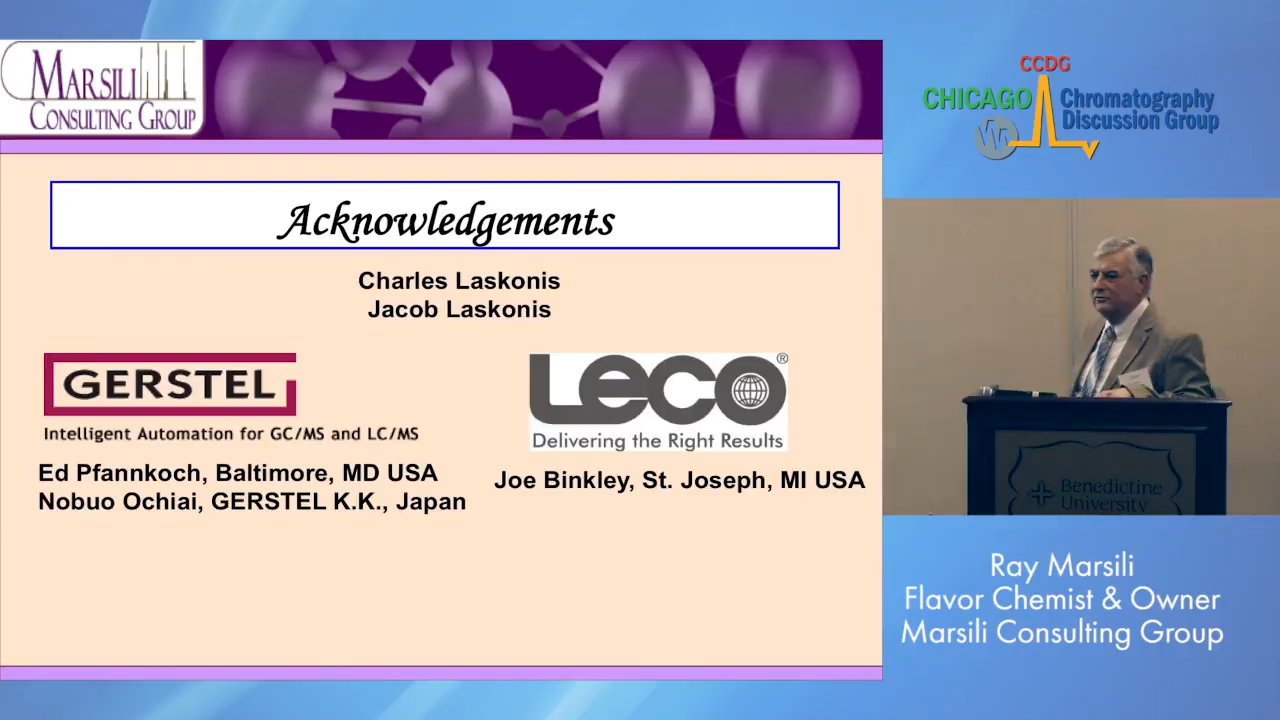 MARSILI
CONSULTING GROUP
Acknowledgements
Charles Laskonis
Jacob Laskonis
GERSTEL
Intelligent Automation for GC/MS and LC/MS
Ed Pfannkoch, Baltimore, MD USA
Nobuo Ochiai, GERSTEL K.K., Japan
LECO®
Delivering the Right Results
Joe Binkley, St. Joseph, MI USA
CCDG
CHICAGO Chromatography
Discussion Group
Benedictine
University
Ray Marsili
Flavor Chemist & Owner
Marsili Consulting Group